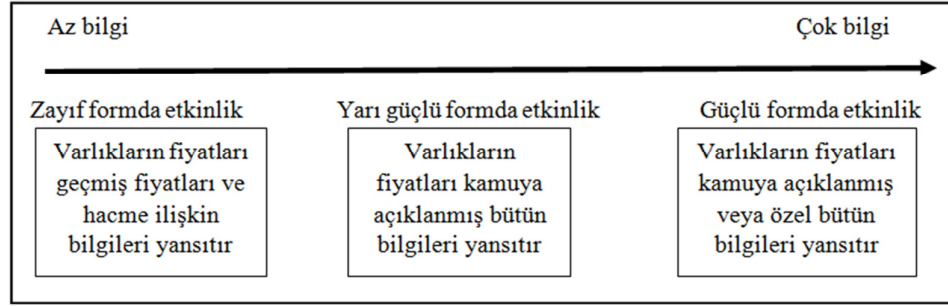 Az bilgi
Çok bilgi
Zayıf formda etkinlik
Varlıkların fiyatları
geçmiş fiyatları ve
hacme ilişkin
bilgileri yansıtır
Yarı güçlü formda etkinlik
Varlıkların
fiyatları kamuya
açıklanmış bütün
bilgileri yansıtır
Güçlü formda etkinlik
Varlıkların fiyatları
kamuya açıklanmış
veya özel bütün
bilgileri yansıtır